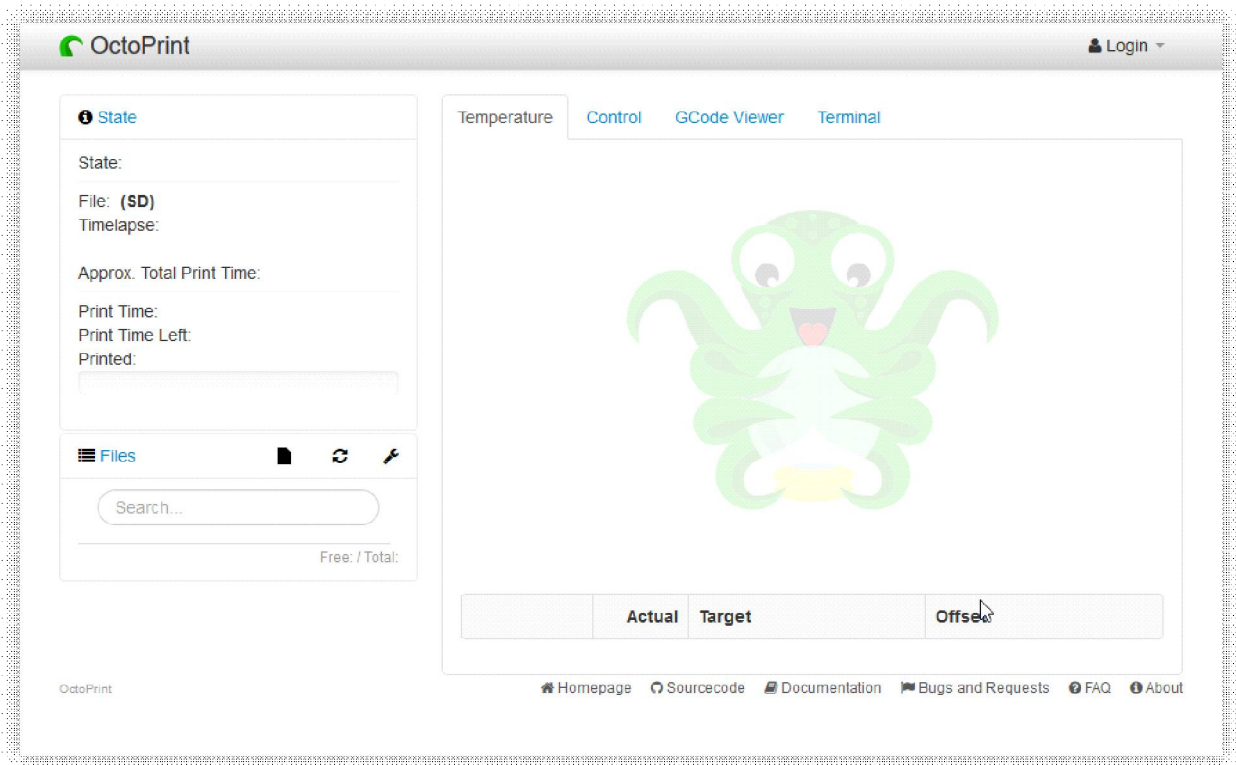 OctoPrint
Login
State
State:
File: (SD)
Timelapse:
Approx. Total Print Time:
Print Time:
Print Time Left:
Printed:
Files
Search...
Free: / Total:
Temperature Control GCode Viewer Terminal
Actual Target Offset
OctoPrint
Homepage Sourcecode Documentation Bugs and Requests FAQ About